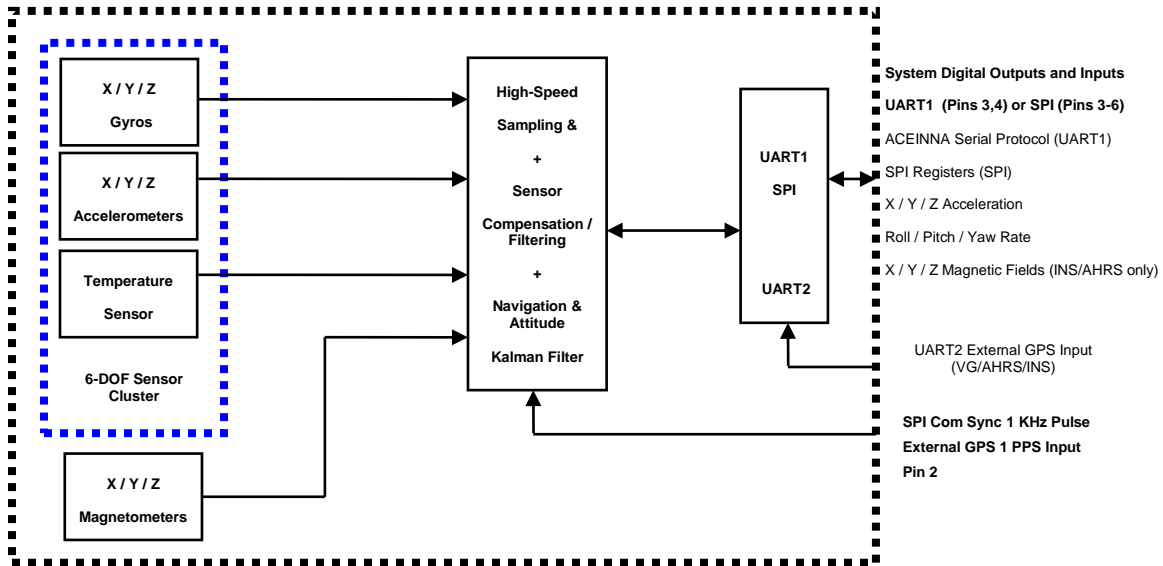 X / Y / Z
Gyros
X / Y / Z
Accelerometers
Temperature
Sensor
6-DOF Sensor
Cluster
X / Y / Z
Magnetometers
High-Speed
Sampling &
+
Sensor
Compensation /
Filtering
+
Navigation &
Attitude
Kalman Filter
UART1
SPI
UART2
System Digital Outputs and Inputs
UART1 (Pins 3,4) or SPI (Pins 3-6)
ACEINNA Serial Protocol (UART1)
SPI Registers (SPI)
X / Y / Z Acceleration
Roll / Pitch / Yaw Rate
X / Y / Z Magnetic Fields (INS/AHRS only)
UART2 External GPS Input
(VG/AHRS/INS)
SPI Com Sync 1 KHz Pulse
External GPS 1 PPS Input
Pin 2